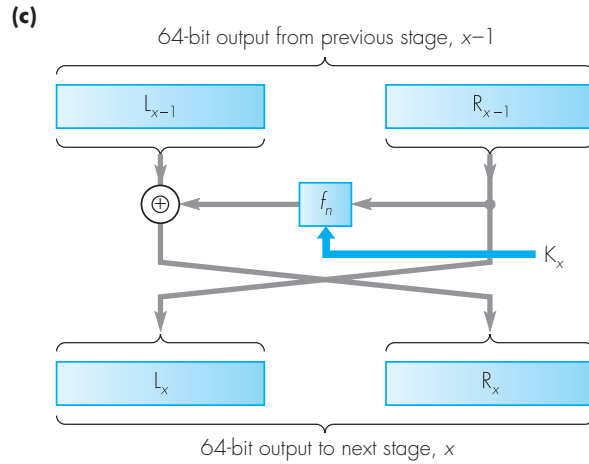 (c)
64-bit output from previous stage, x–1
Lx–1 Rx–1
⊕ fn
Kx
Lx Rx
64-bit output to next stage, x